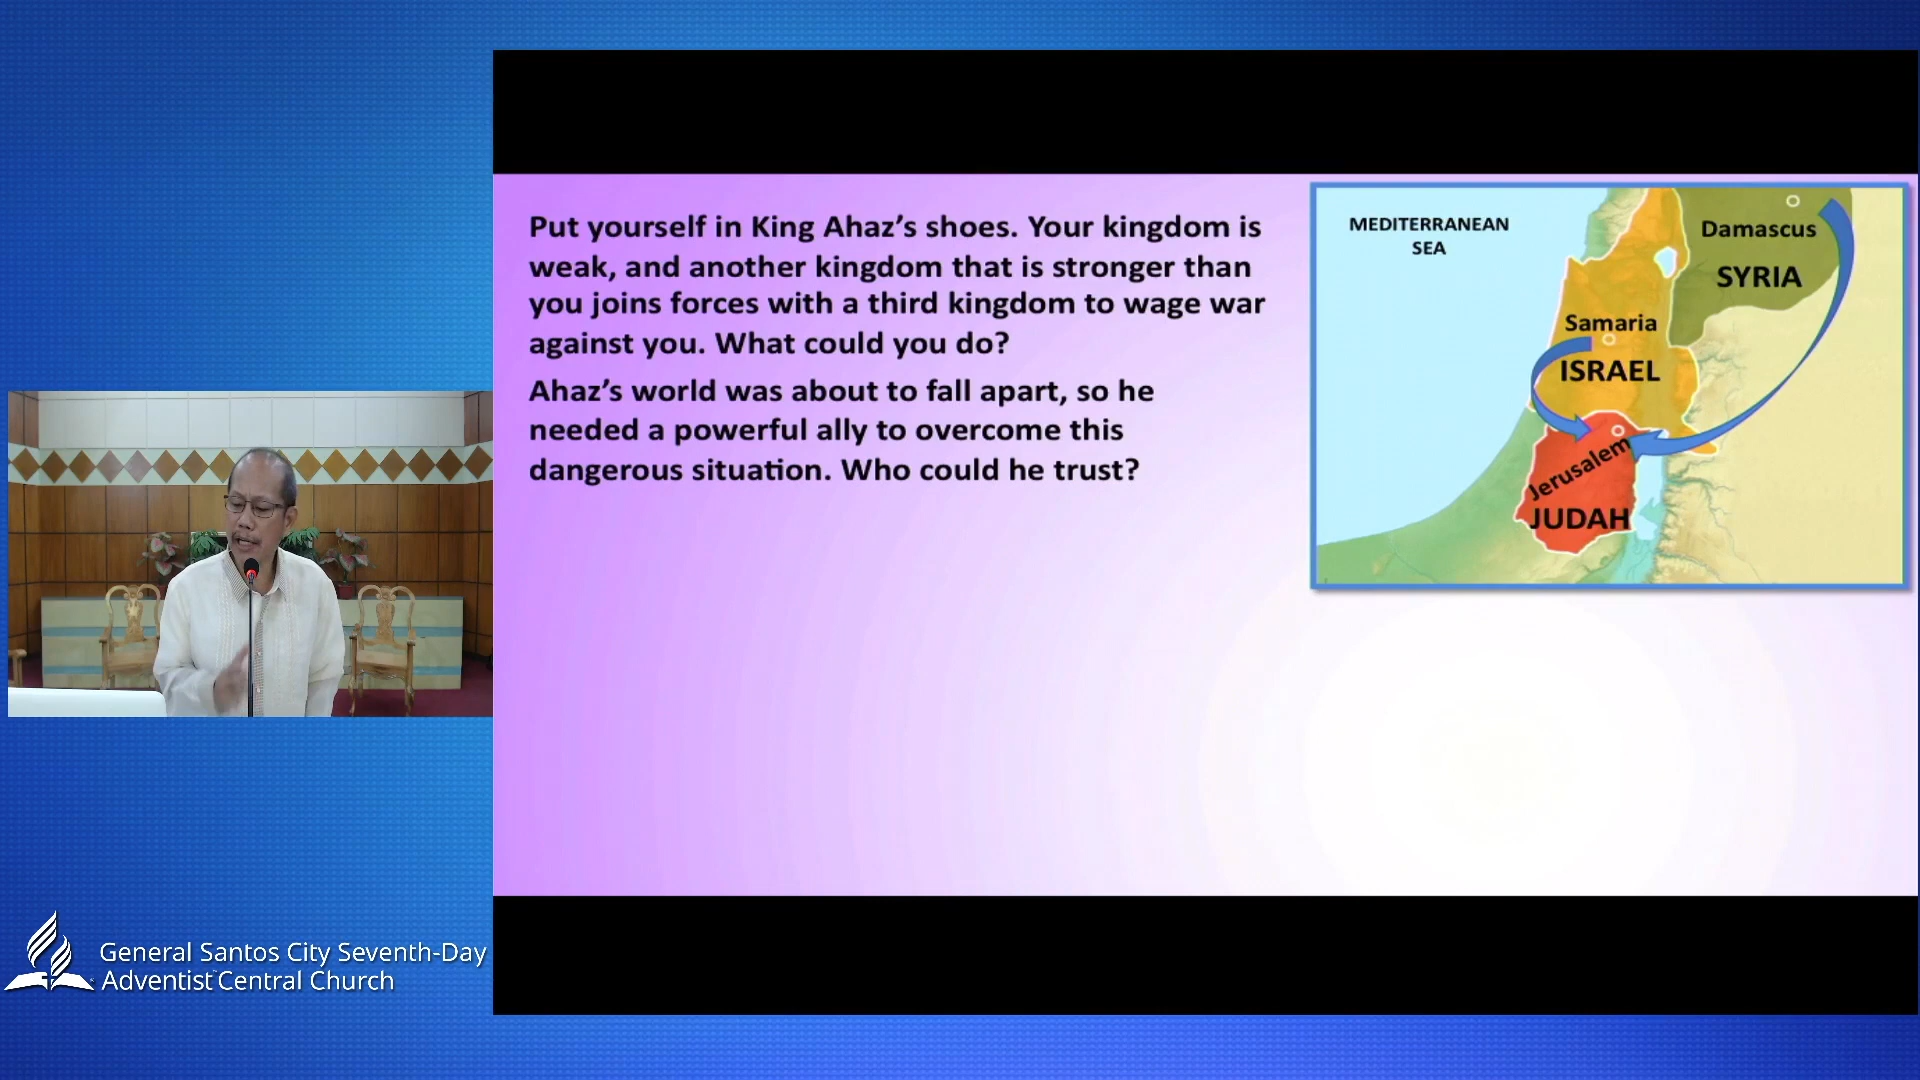 Put yourself in King Ahaz’s shoes. Your kingdom is
weak, and another kingdom that is stronger than
you joins forces with a third kingdom to wage war
against you. What could you do?
Ahaz’s world was about to fall apart, so he
needed a powerful ally to overcome this
dangerous situation. Who could he trust?
MEDITERRANEAN
SEA
Damascus
SYRIA
Samaria
ISRAEL
Jerusalem
JUDAH
General Santos City Seventh-Day
Adventist Central Church